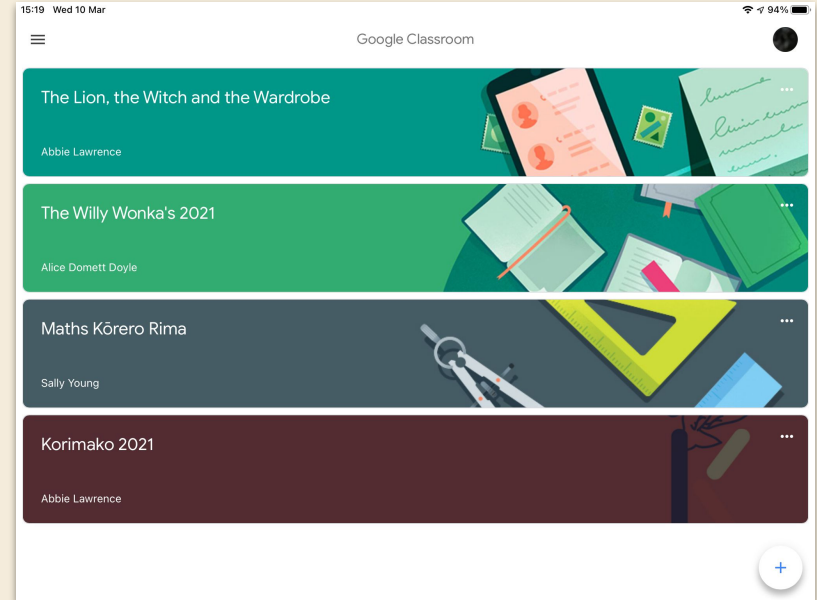 15:19 Wed 10 Mar
94%
Google Classroom
The Lion, the Witch and the Wardrobe
Abbie Lawrence
The Willy Wonka's 2021
Alice Domett Doyle
Maths Kōrero Rima
Sally Young
Korimako 2021
Abbie Lawrence